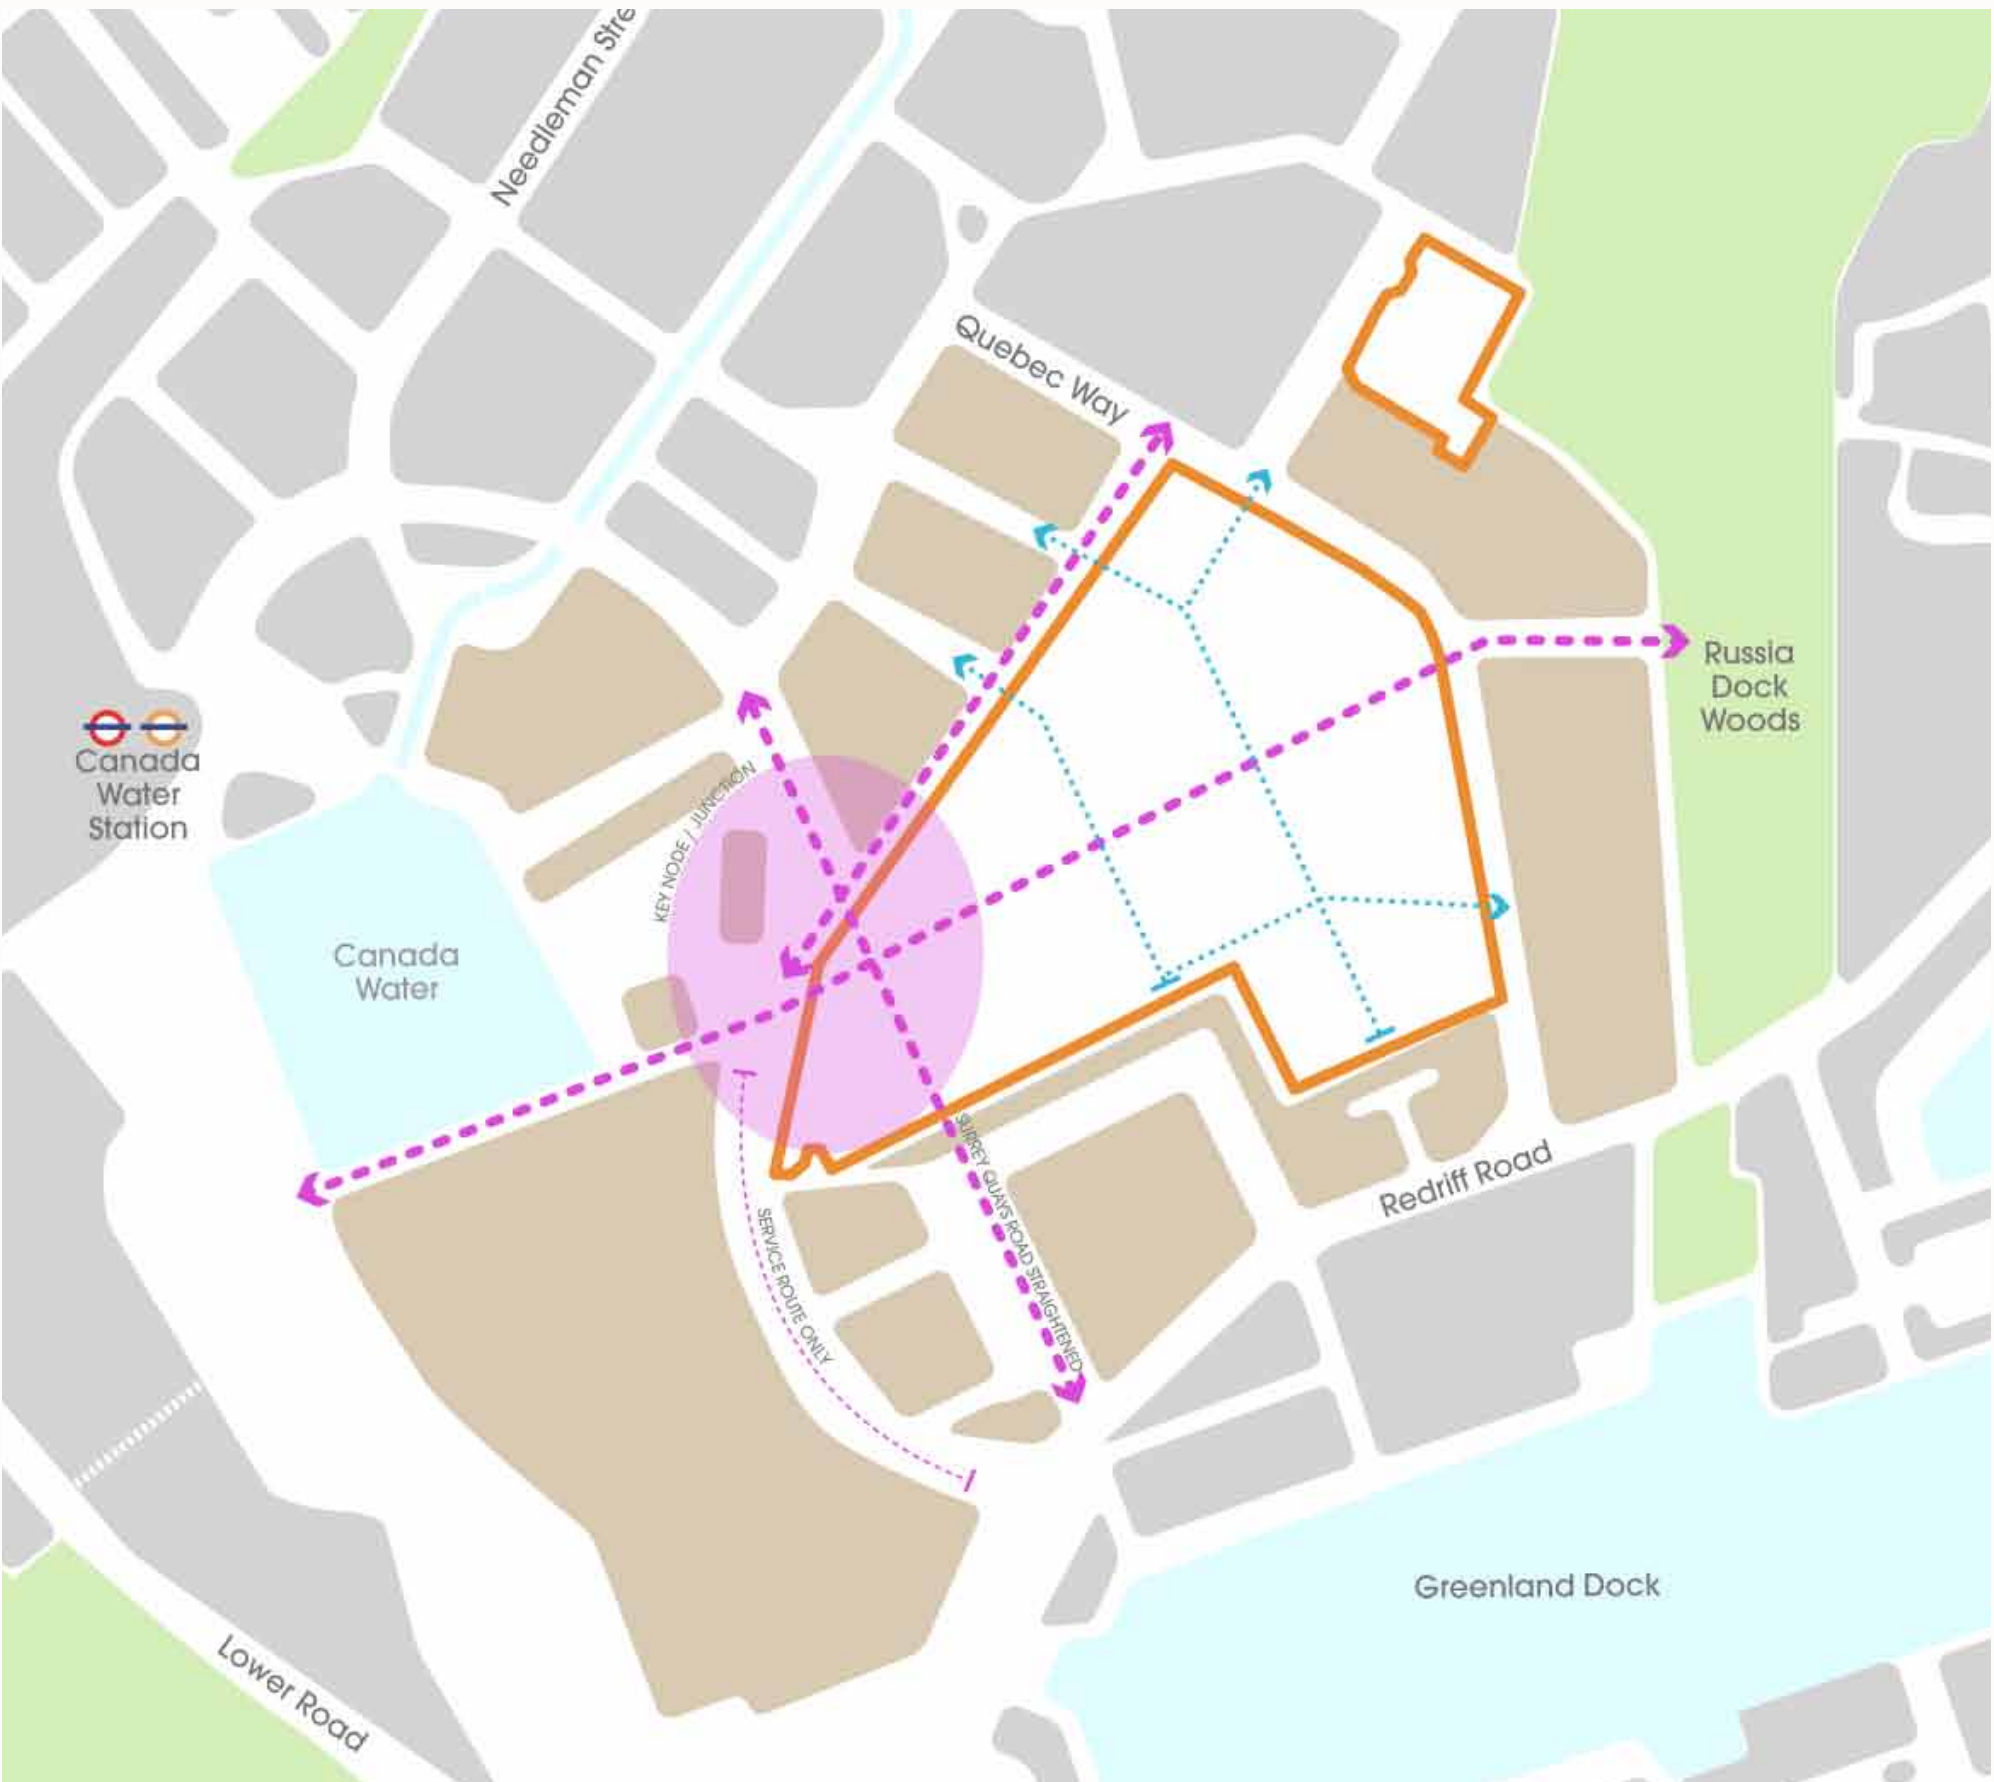 Needleman Stre
Quebec Way
Russia
Dock
Woods
Canada
Water
Station
KEY NODE / JUNCTION
Canada
Water
SURREY QUAYS ROAD STRAIGHTENED
Redriff Road
SERVICE ROUTE ONLY
Greenland Dock
Lower Road